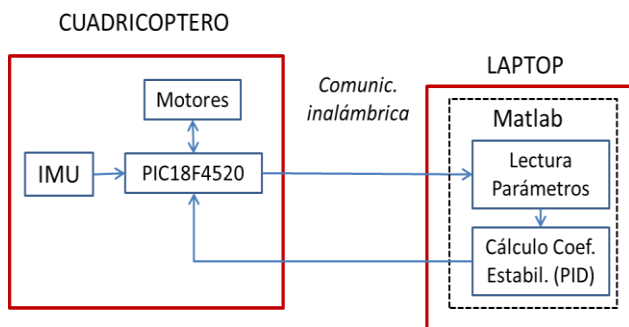 CUADRICOPTERO
Motores
IMU
PIC18F4520
Comunic.
inalámbrica
LAPTOP
Matlab
Lectura
Parámetros
Cálculo Coef.
Estabil. (PID)